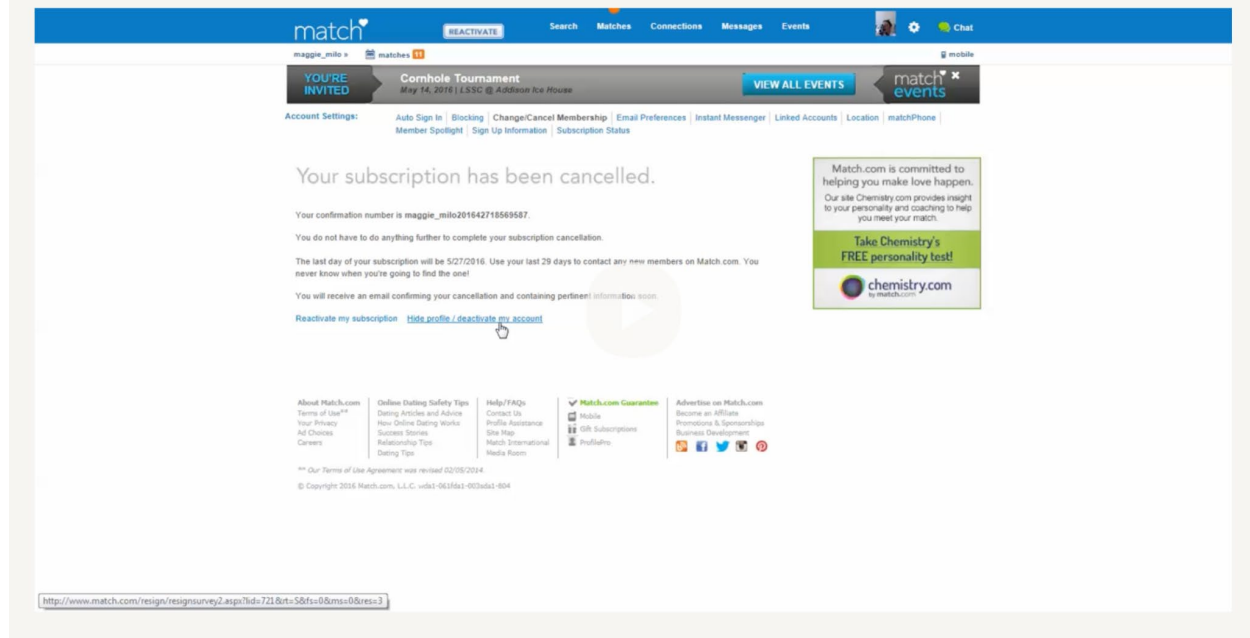 match
REACTIVATE
Search Matches Connections Messages Events
Chat
maggie_milo »
matches 11
mobile
YOU'RE
INVITED
Cornhole Tournament
May 14, 2016 | LSSC @ Addison Ice House
VIEW ALL EVENTS
match
events
Account Settings:
Auto Sign In | Blocking | Change/Cancel Membership | Email Preferences | Instant Messenger | Linked Accounts | Location | matchPhone |
Member Spotlight | Sign Up Information | Subscription Status
Your subscription has been cancelled.
Your confirmation number is maggie_milo201642718569587.
You do not have to do anything further to complete your subscription cancellation.
The last day of your subscription will be 5/27/2016. Use your last 29 days to contact any new members on Match.com. You
never know when you're going to find the one!
You will receive an email confirming your cancellation and containing pertinent information soon.
Reactivate my subscription Hide profile / deactivate my account
Match.com is committed to
helping you make love happen.
Our site Chemistry.com provides insight
to your personality and coaching to help
you meet your match.
Take Chemistry's
FREE personality test!
chemistry.com
by match.com
About Match.com
Terms of Use**
Your Privacy
Ad Choices
Careers
Online Dating Safety Tips
Dating Articles and Advice
How Online Dating Works
Success Stories
Relationship Tips
Dating Tips
Help/FAQs
Contact Us
Profile Assistance
Site Map
Match International
Media Room
Match.com Guarantee
Mobile
Gift Subscriptions
ProfilePro
Advertise on Match.com
Become an Affiliate
Promotions & Sponsorships
Business Development
** Our Terms of Use Agreement was revised 02/05/2014.
© Copyright 2016 Match.com, L.L.C.
http://www.match.com/resign/resignsurvey2.aspx?lid=721&rt=5&fs=0&ms=0&res=3